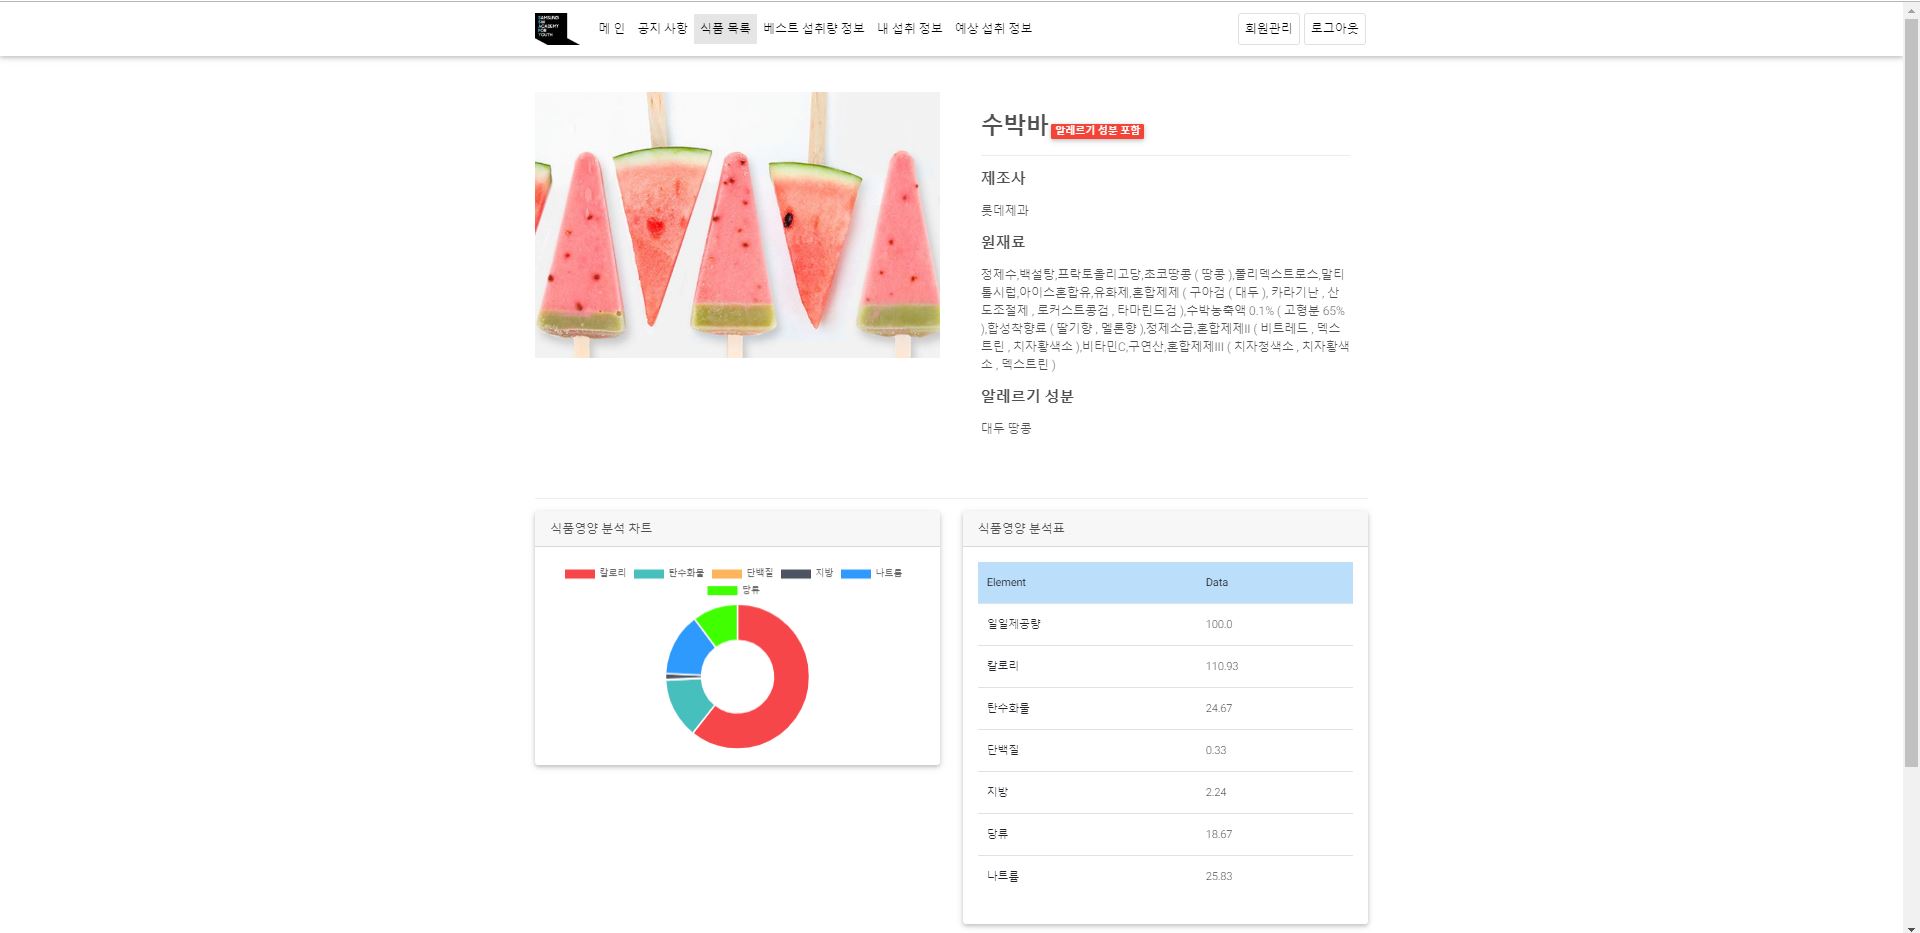 SAMSUNG
SW
ACADEMY
FOR
YOUTH
메 인 공지 사항 식품 목록 베스트 섭취량 정보 내 섭취 정보 예상 섭취 정보 회원관리 로그아웃
수박바 알레르기 성분 포함
제조사
롯데제과
원재료
정제수,백설탕,프락토올리고당,초코땅콩 ( 땅콩 ),폴리덱스트로스,말티
톨시럽,아이스혼합유,유화제,혼합제제 ( 구아검 ( 대두 ), 카라기난 , 산
도조절제 , 로커스트콩검 , 타마린드검 ),수박농축액 0.1% ( 고형분 65%
),합성착향료 ( 딸기향 , 멜론향 ),정제소금,혼합제제II ( 비트레드 , 덱스
트린 , 치자황색소 ),비타민C,구연산,혼합제제III ( 치자청색소 , 치자황색
소 , 덱스트린 )
알레르기 성분
대두 땅콩
식품영양 분석 차트
칼로리 탄수화물 단백질 지방 나트륨
당류
식품영양 분석표
Element Data
일일제공량 100.0
칼로리 110.93
탄수화물 24.67
단백질 0.33
지방 2.24
당류 18.67
나트륨 25.83